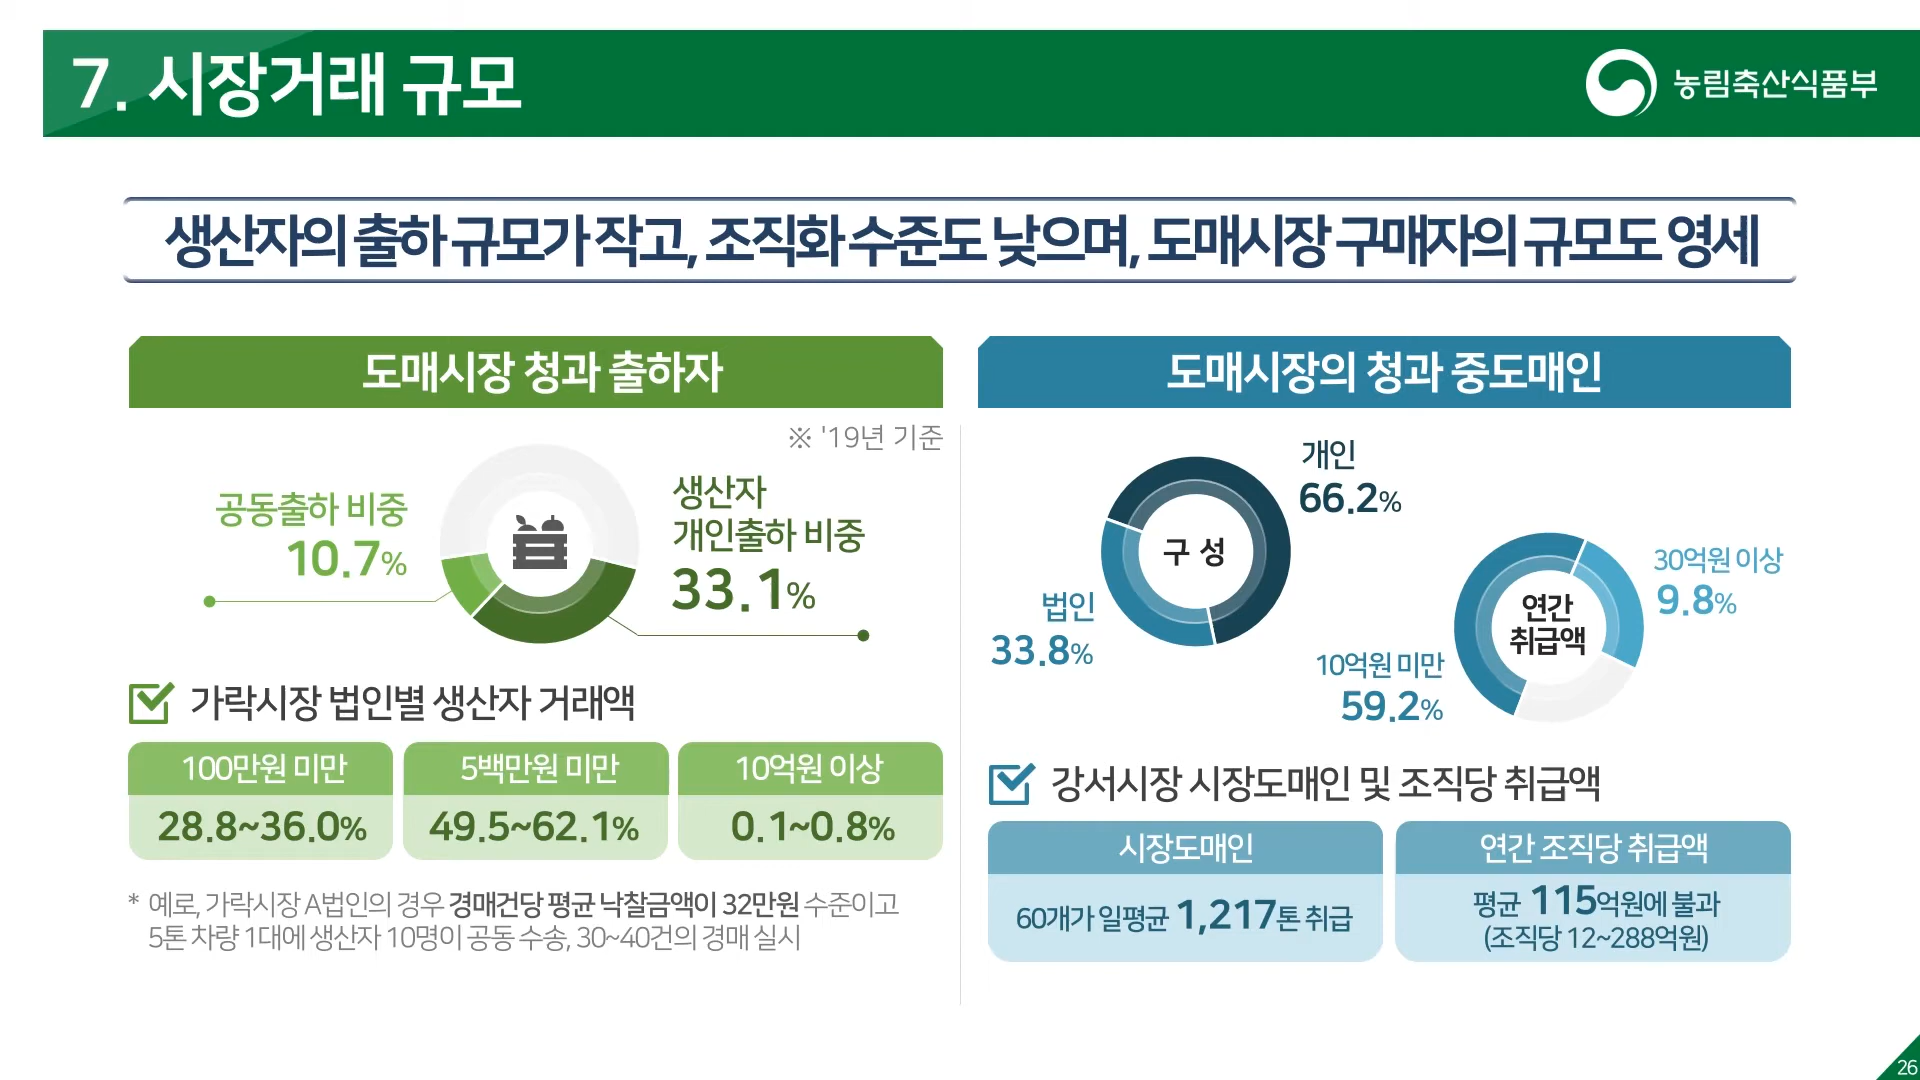 7. 시장거래 규모
농림축산식품부
생산자의 출하 규모가 작고, 조직화 수준도 낮으며, 도매시장 구매자의 규모도 영세
도매시장 청과 출하자
※ '19년 기준
공동출하 비중
10.7%
생산자
개인출하 비중
33.1%
가락시장 법인별 생산자 거래액
100만원 미만
28.8~36.0%
5백만원 미만
49.5~62.1%
10억원 이상
0.1~0.8%
* 예로, 가락시장 A법인의 경우 경매건당 평균 낙찰금액이 32만원 수준이고
5톤 차량 1대에 생산자 10명이 공동 수송, 30~40건의 경매 실시
도매시장의 청과 중도매인
구 성
개인
66.2%
법인
33.8%
연간
취급액
30억원 이상
9.8%
10억원 미만
59.2%
강서시장 시장도매인 및 조직당 취급액
시장도매인
60개가 일평균 1,217톤 취급
연간 조직당 취급액
평균 115억원에 불과
(조직당 12~288억원)
26